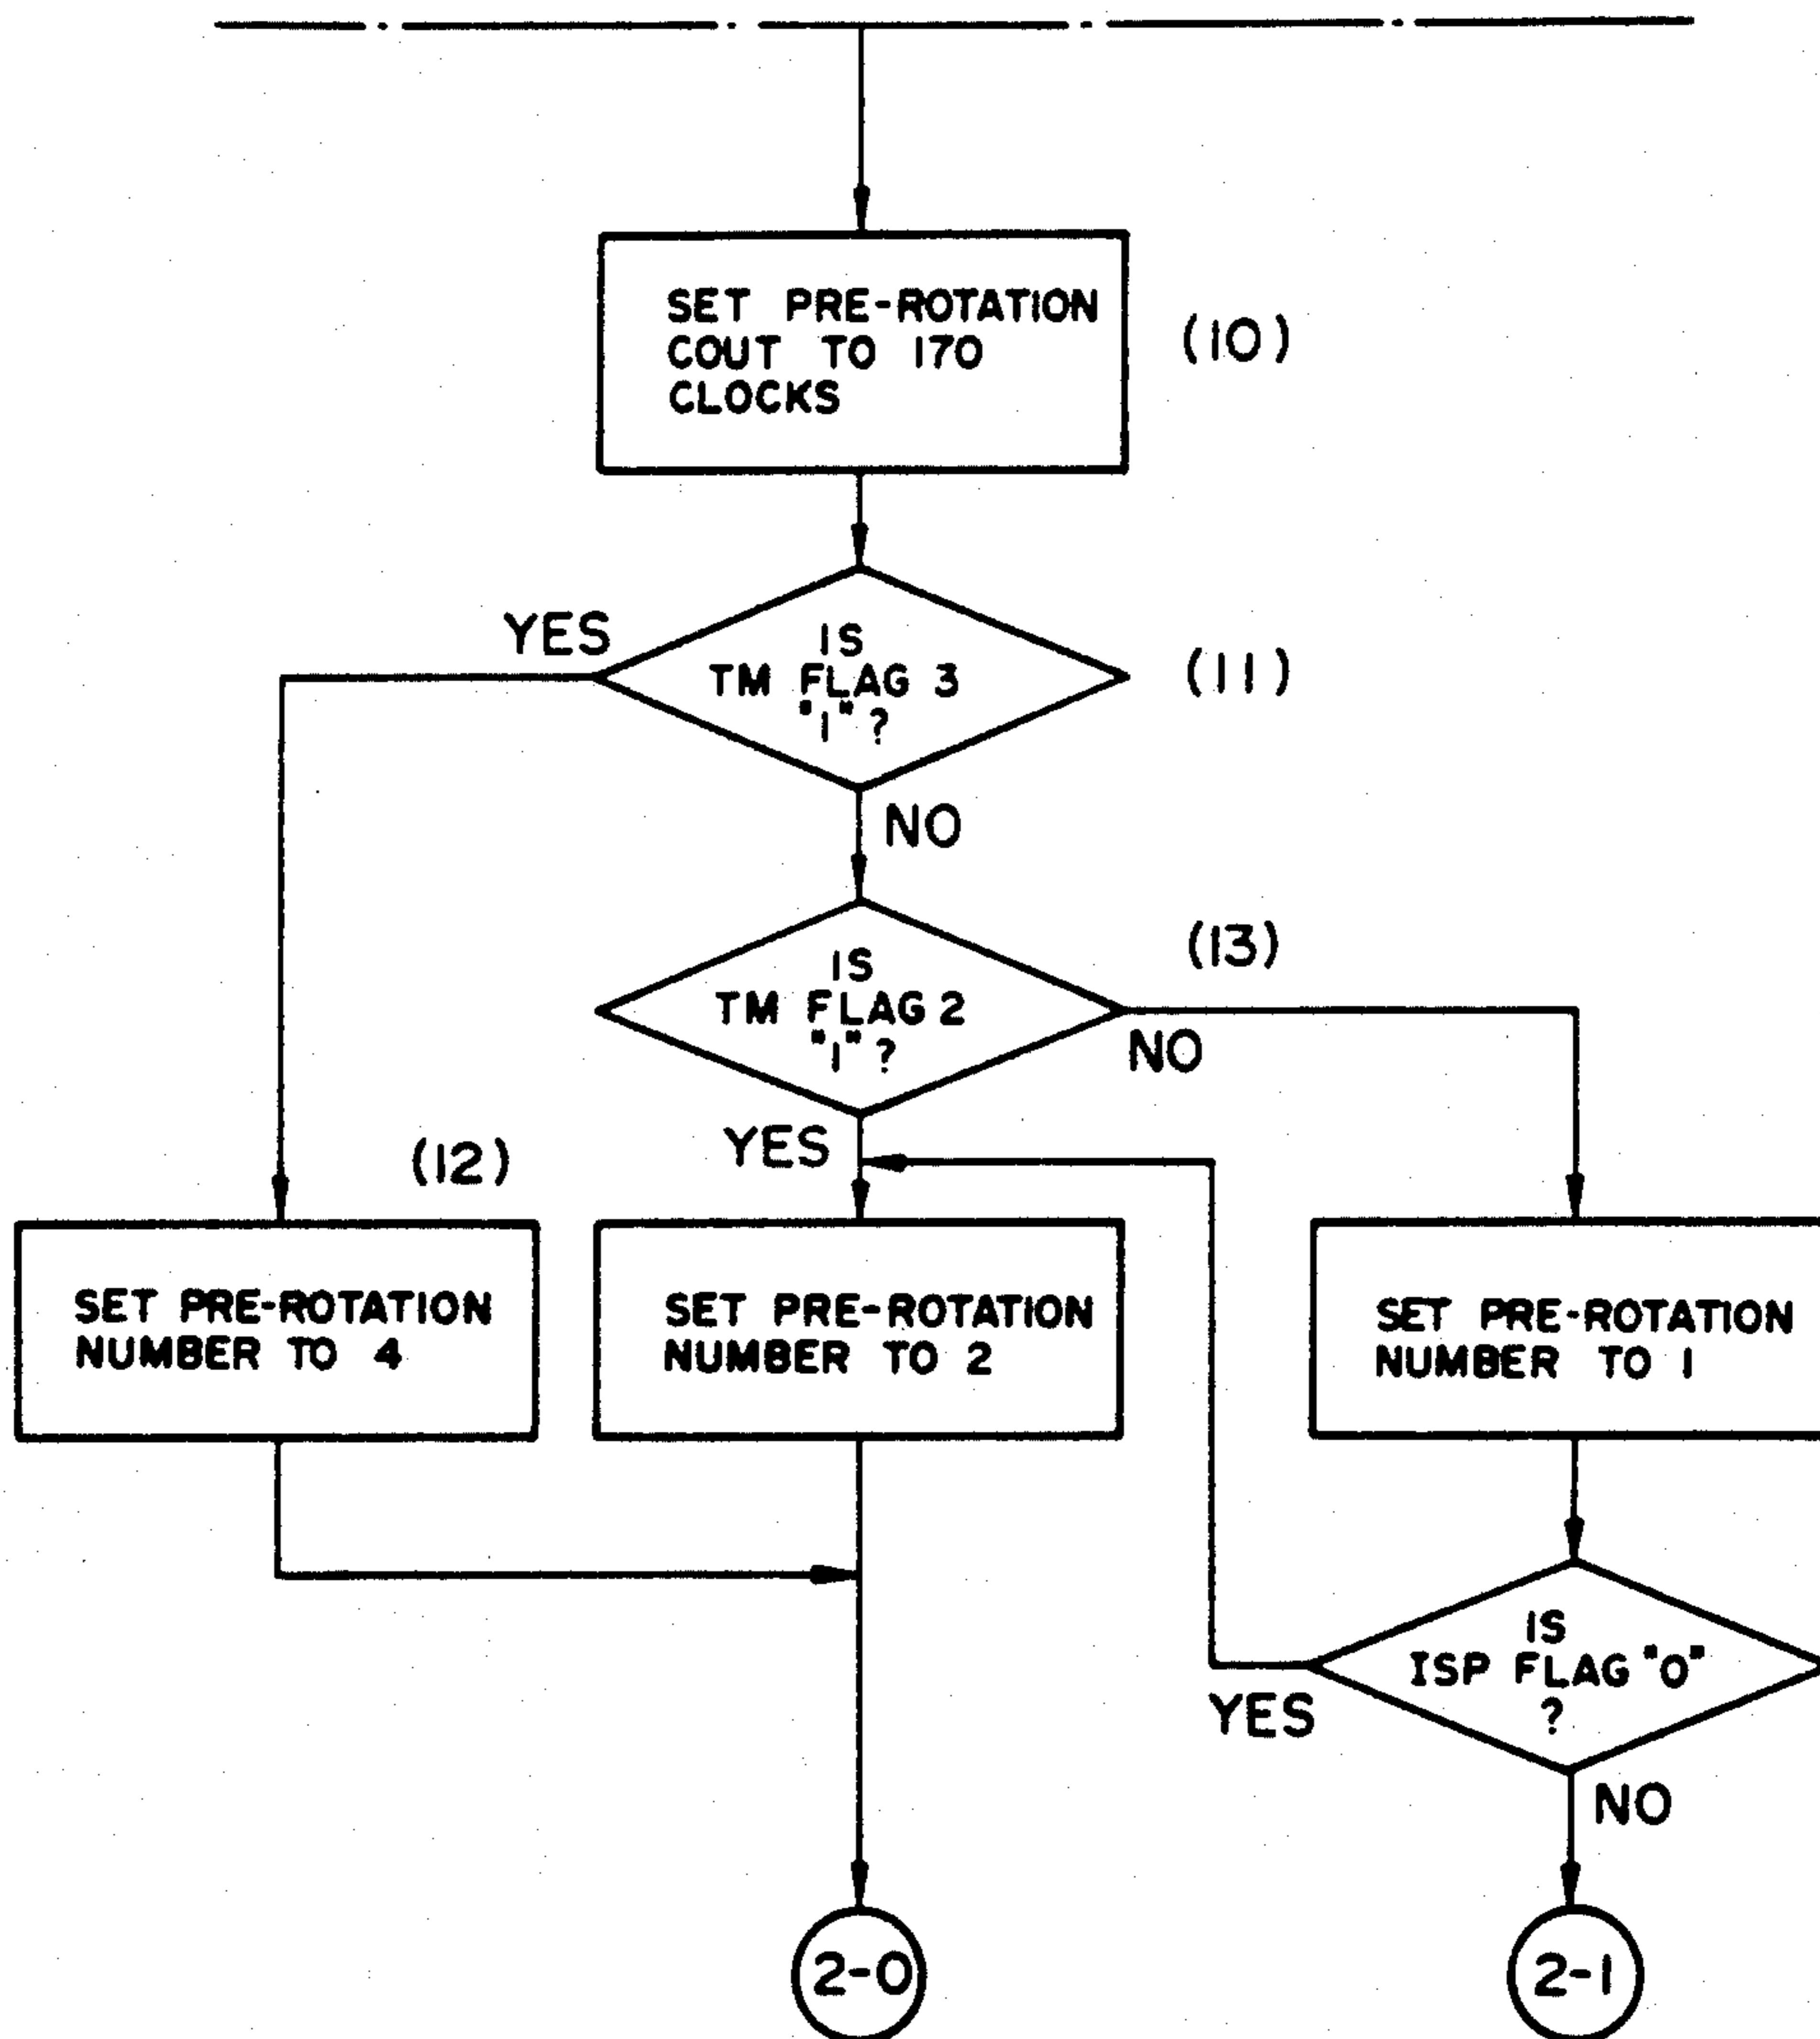 SET PRE-ROTATION
COUT TO 170
CLOCKS
(10)
IS
TM FLAG 3
"1" ?
(11)
YES
NO
IS
TM FLAG 2
"1" ?
(13)
NO
YES
(12)
SET PRE-ROTATION
NUMBER TO 4
SET PRE-ROTATION
NUMBER TO 2
SET PRE-ROTATION
NUMBER TO 1
IS
ISP FLAG "0"
?
YES
NO
2-0
2-1